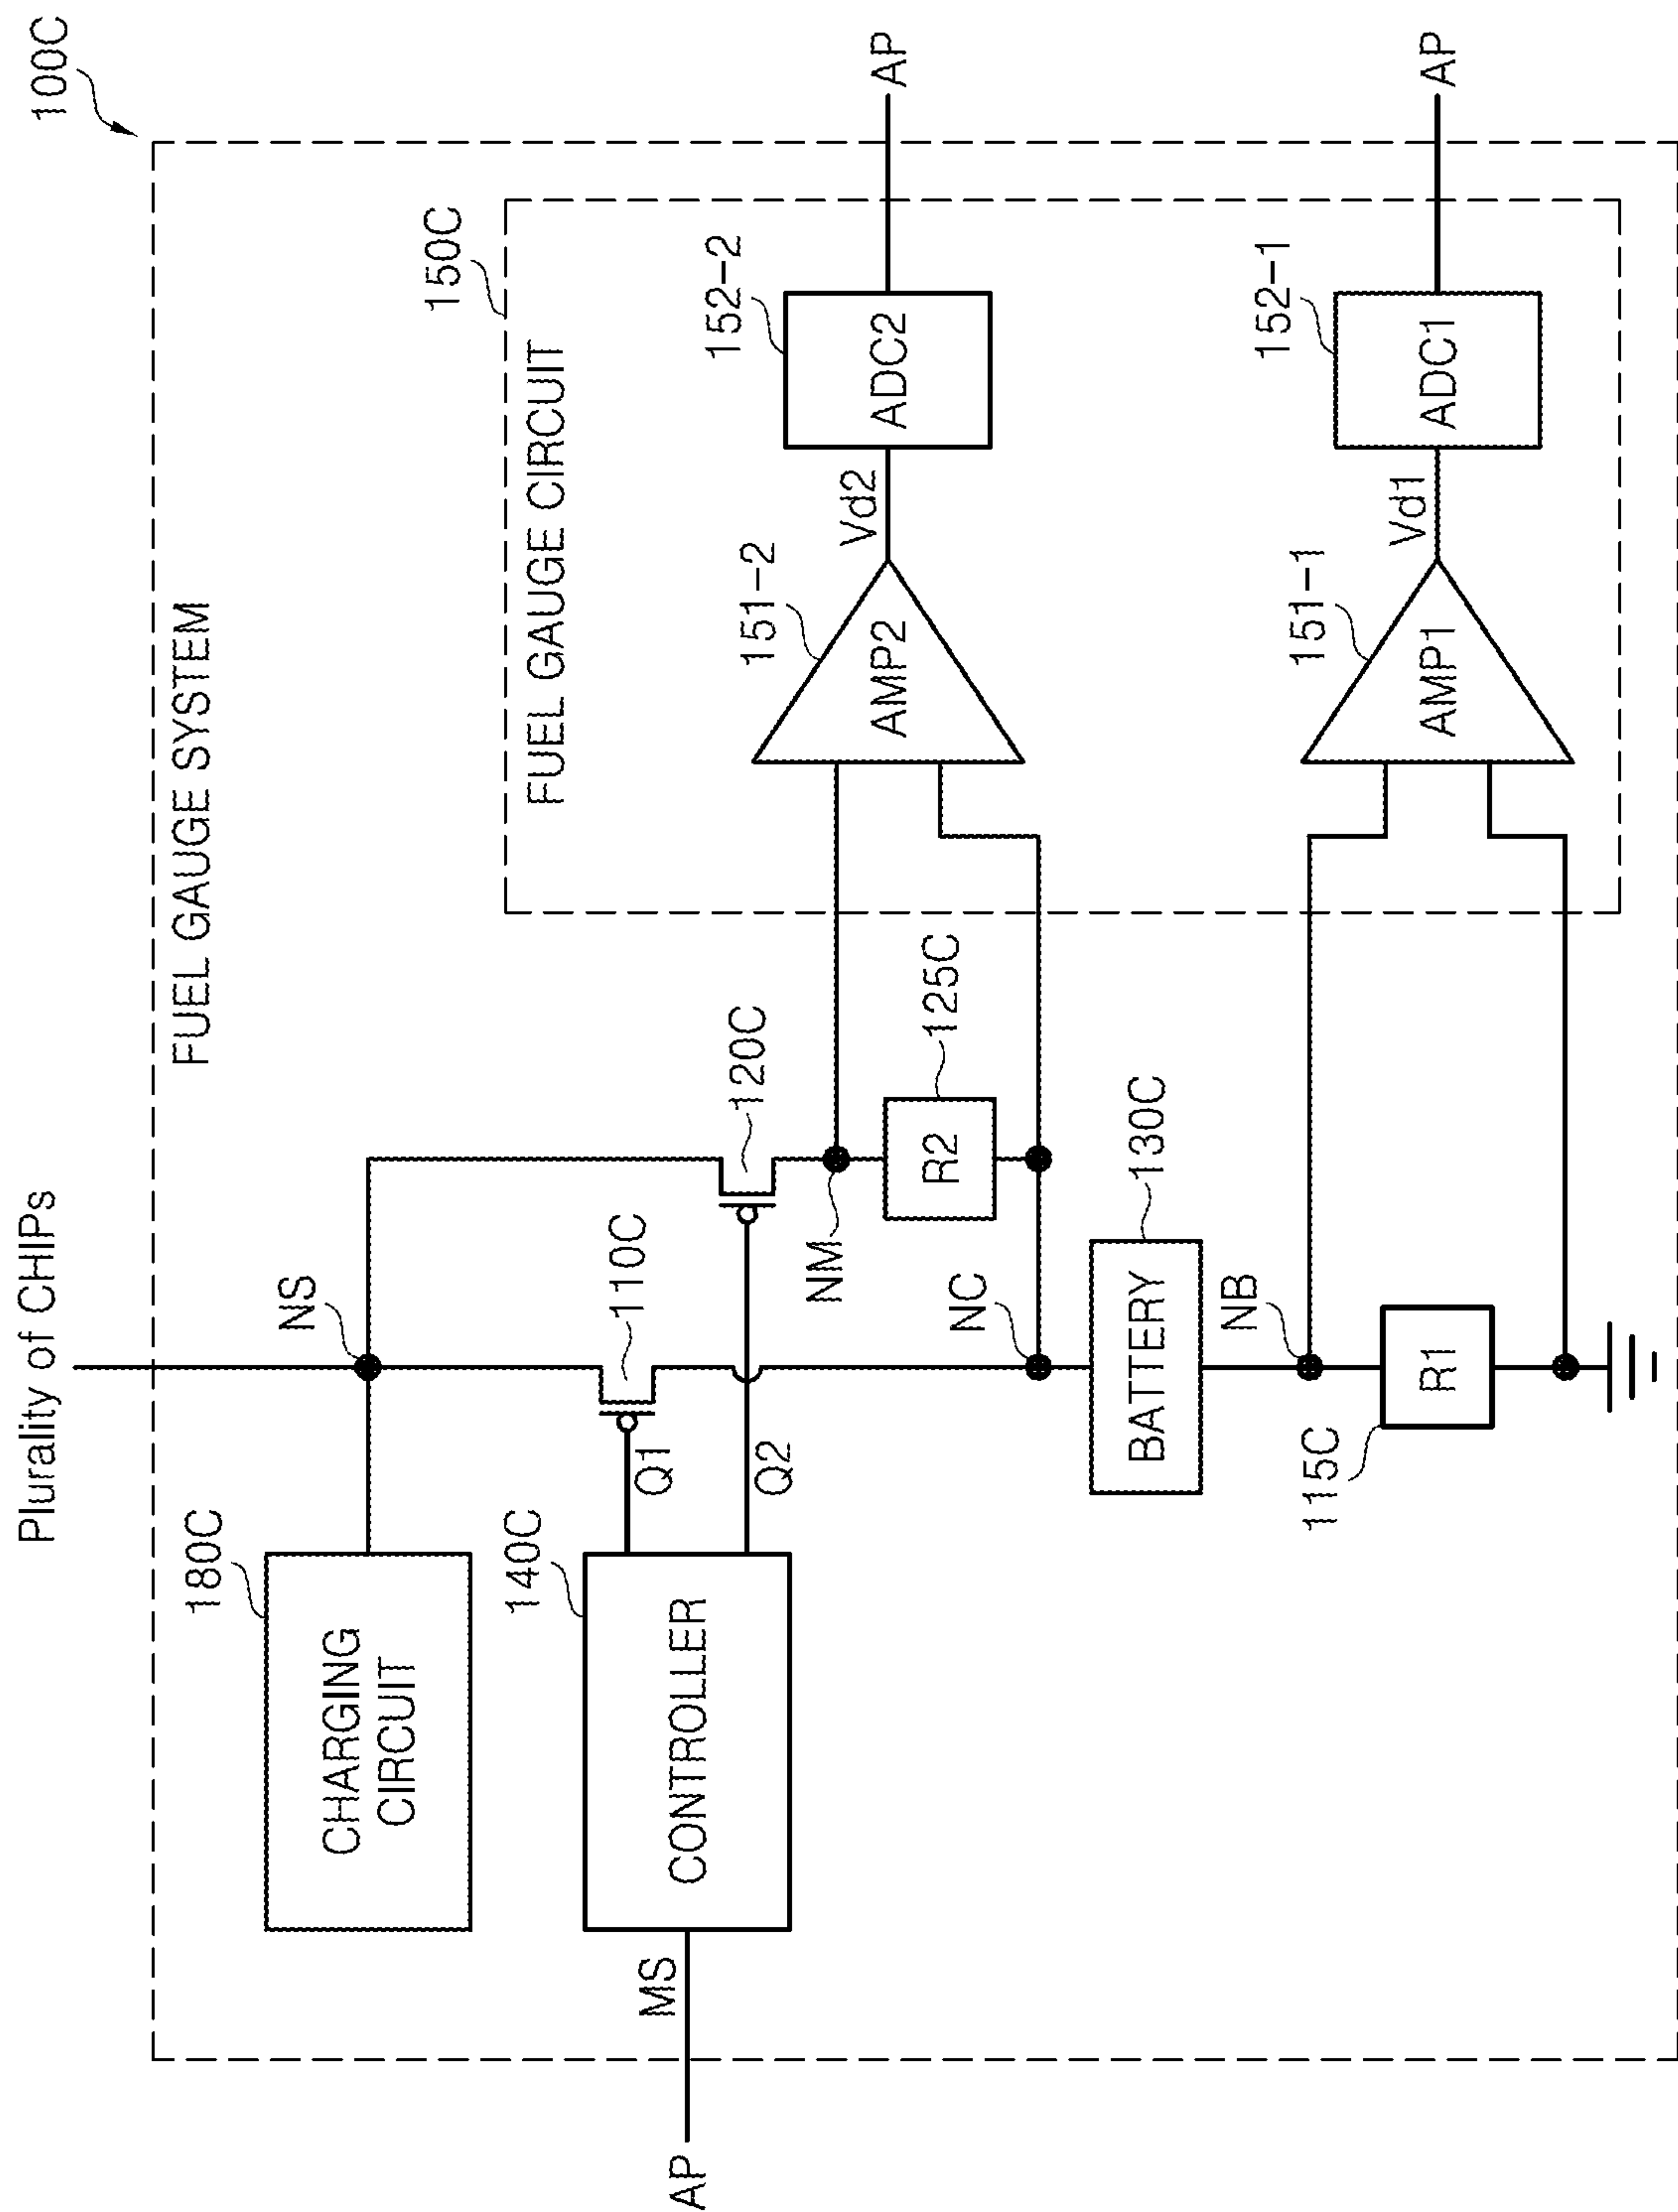 100C
FUEL GAUGE SYSTEM
Plurality of CHIPs
180C
CHARGING
CIRCUIT
NS
AP
MS
140C
CONTROLLER
Q1
Q2
110C
120C
NM
R2
125C
NC
BATTERY
130C
NB
R1
115C
150C
FUEL GAUGE CIRCUIT
151-2
AMP2
Vd2
152-2
ADC2
AP
151-1
AMP1
Vd1
152-1
ADC1
AP